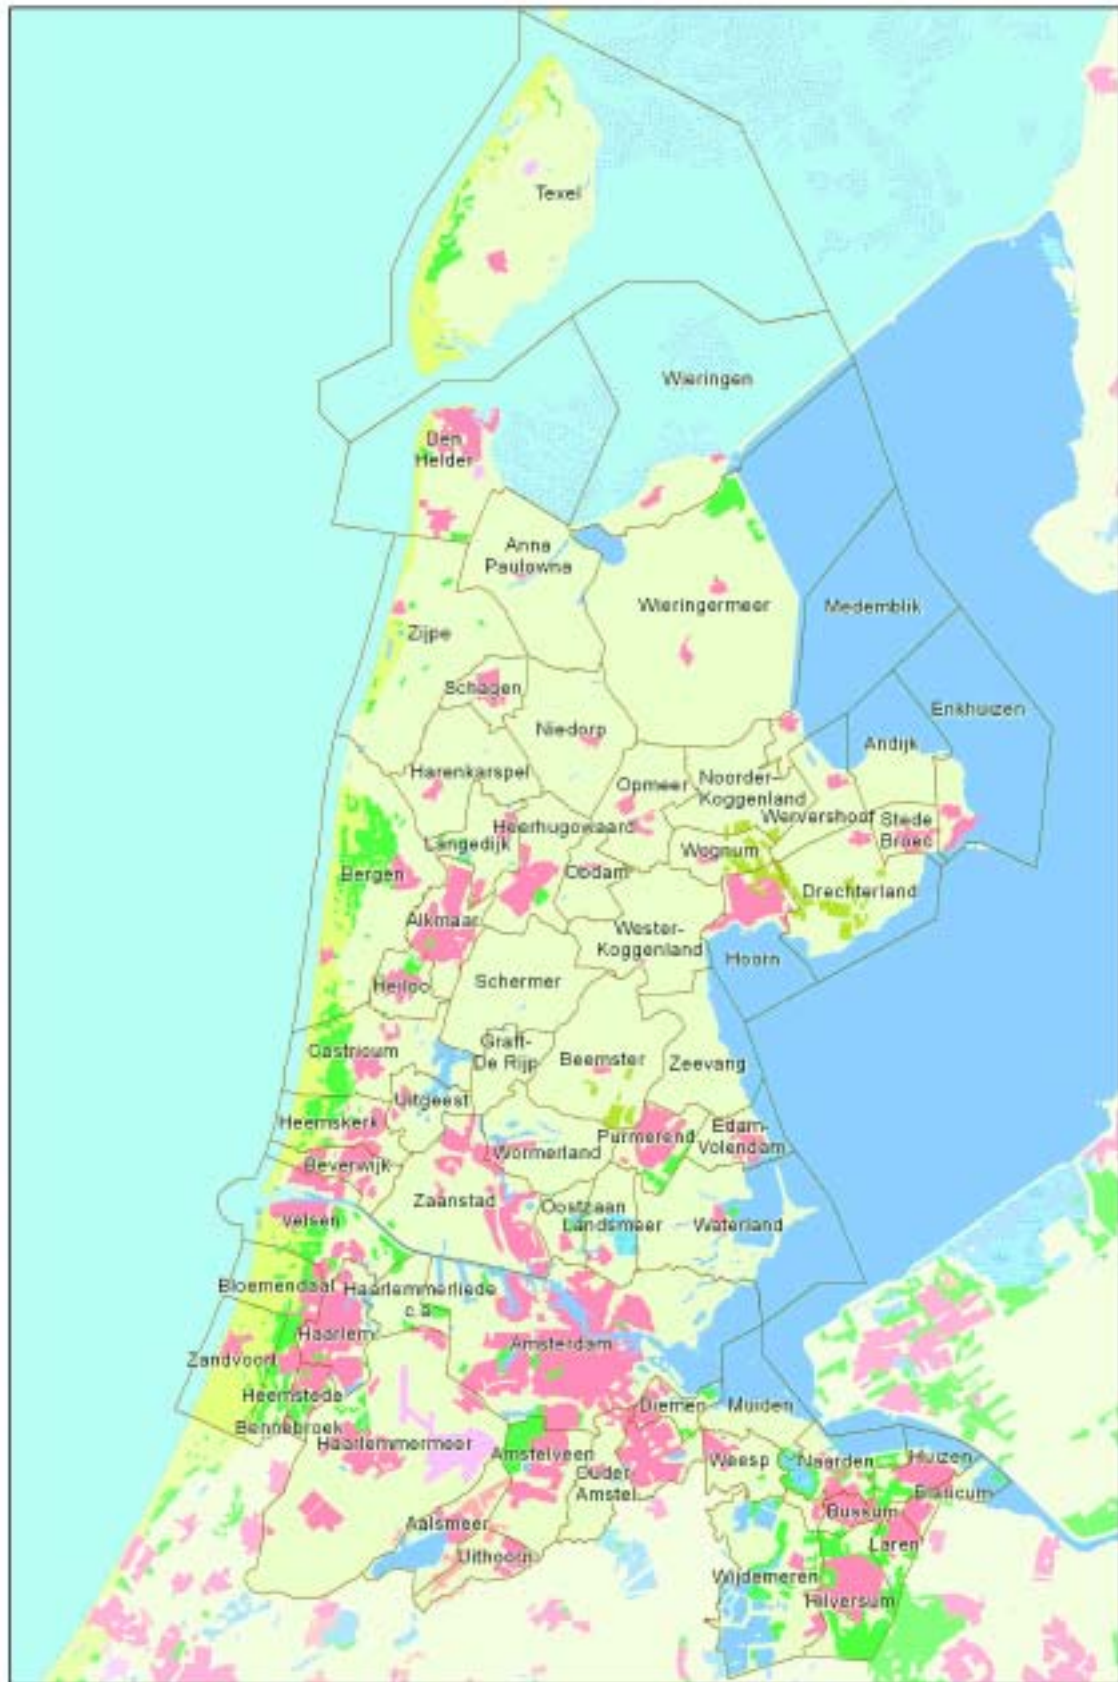 Texel
Wieringen
Den
Helder
Anna
Paulowna
Wieringermeer
Medemblik
Zijpe
Schagen
Enkhuizen
Niedorp
Andijk
Harenkarspel
Opmeer
Noorder-
Koggenland
Wervershoof
Stede
Broec
Heerhugowaard
Langedijk
Wognum
Bergen
Obdam
Drechterland
Alkmaar
Wester-
Koggenland
Hoorn
Heiloo
Schermer
Castricum
Graft-
De Rijp
Beemster
Zeevang
Uitgeest
Heemskerk
Purmerend
Edam-
Volendam
Wormerland
Beverwijk
Zaanstad
Oostzaan
Landsmeer
Waterland
Velsen
Bloemendaal
Haarlemmerliede
c.a
Haarlem
Amsterdam
Zandvoort
Heemstede
Diemen
Muiden
Bennebroek
Haarlemmermeer
Amstelveen
Ouder
Amstel
Weesp
Naarden
Huizen
Blaricum
Bussum
Aalsmeer
Laren
Uithoorn
Wijdemeren
Hilversum